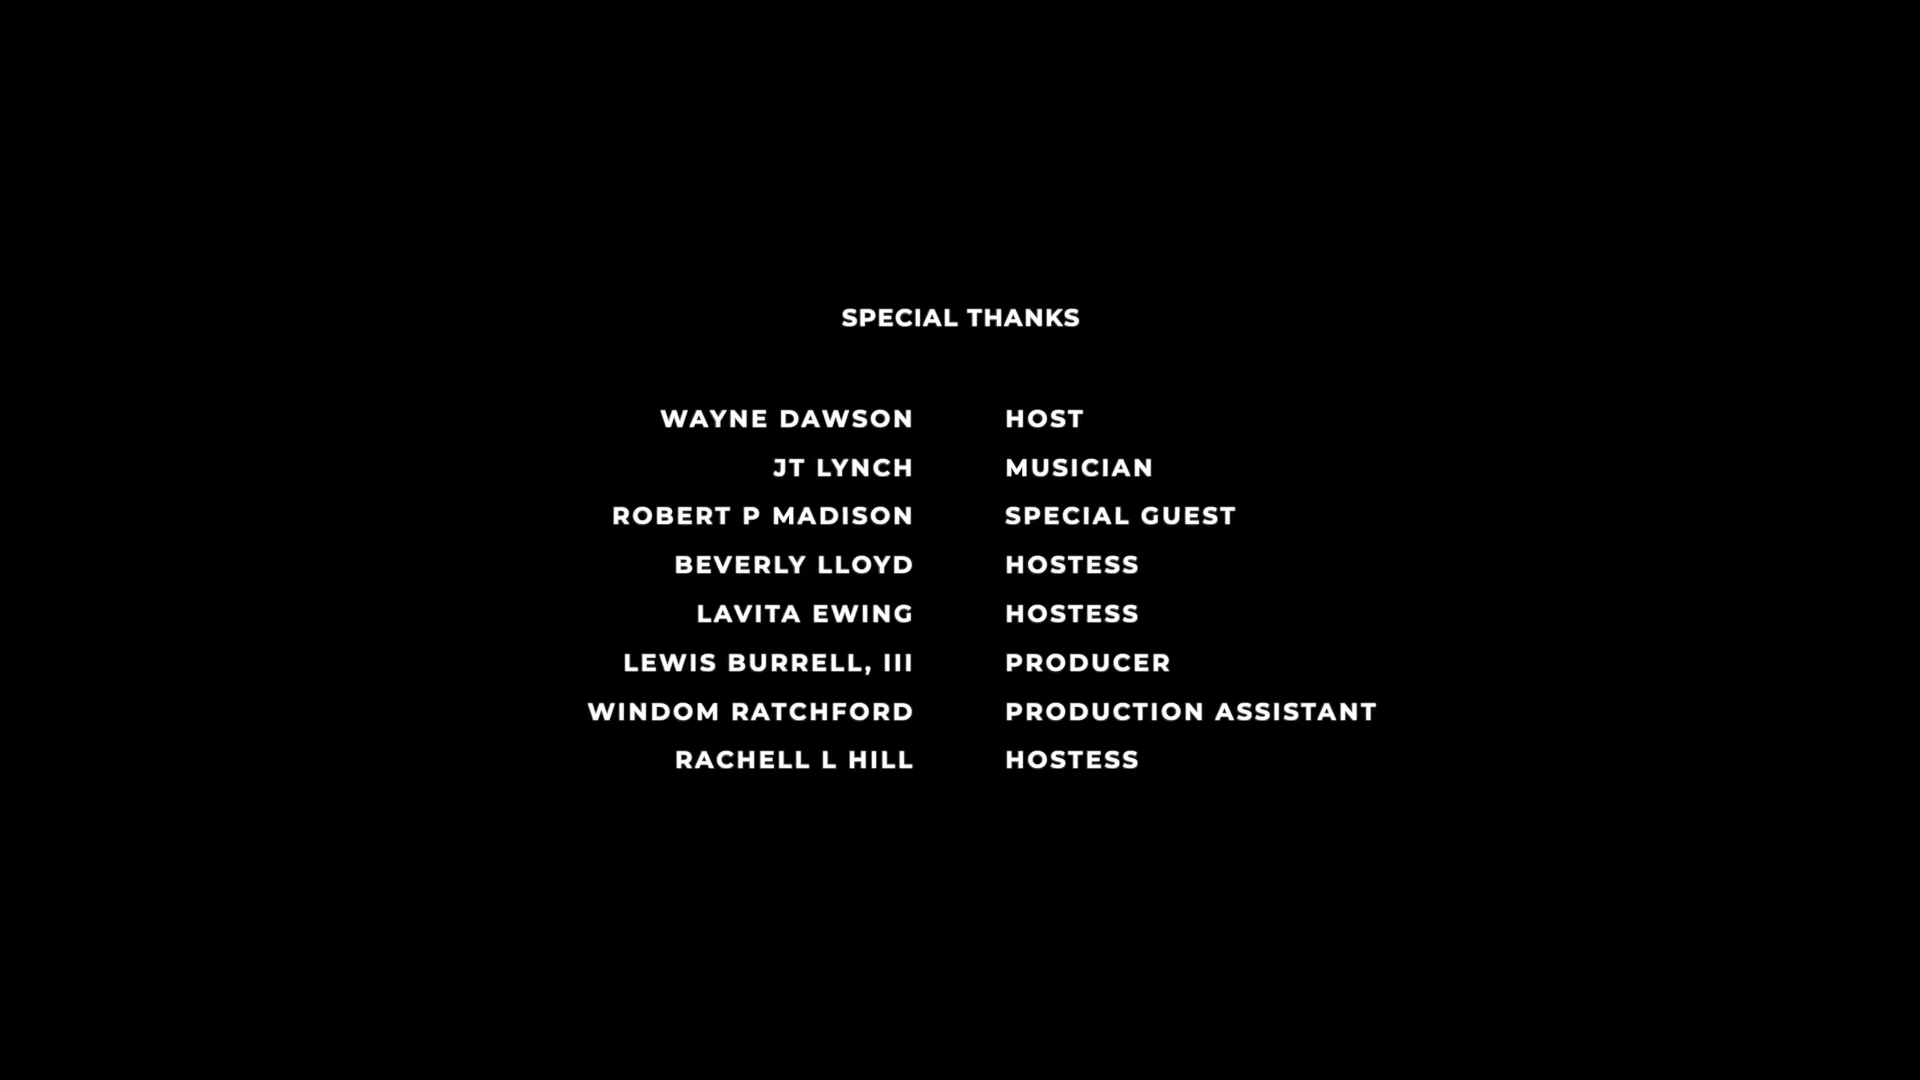 SPECIAL THANKS
WAYNE DAWSON HOST
JT LYNCH MUSICIAN
ROBERT P MADISON SPECIAL GUEST
BEVERLY LLOYD HOSTESS
LAVITA EWING HOSTESS
LEWIS BURRELL, III PRODUCER
WINDOM RATCHFORD PRODUCTION ASSISTANT
RACHELL L HILL HOSTESS